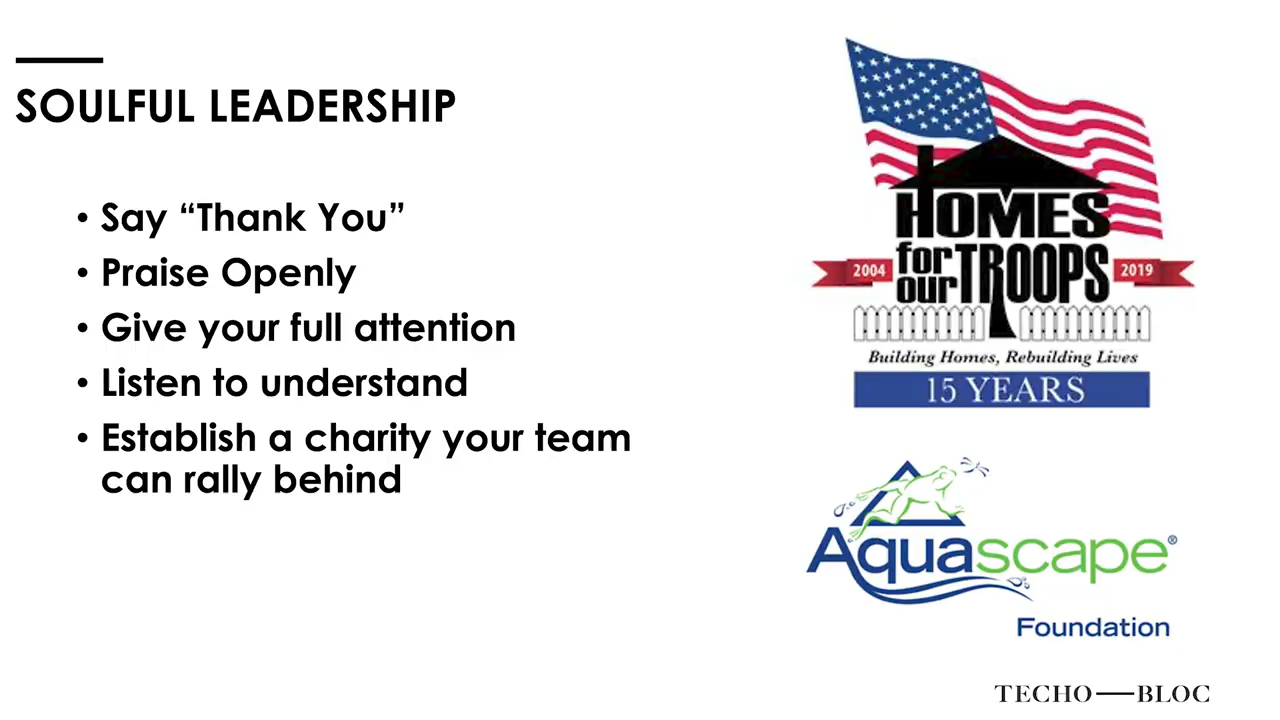 SOULFUL LEADERSHIP
• Say “Thank You”
• Praise Openly
• Give your full attention
• Listen to understand
• Establish a charity your team
can rally behind
HOMES
for
our TROOPS
2004
2019
Building Homes, Rebuilding Lives
15 YEARS
Aquascape®
Foundation
TECHO—BLOC